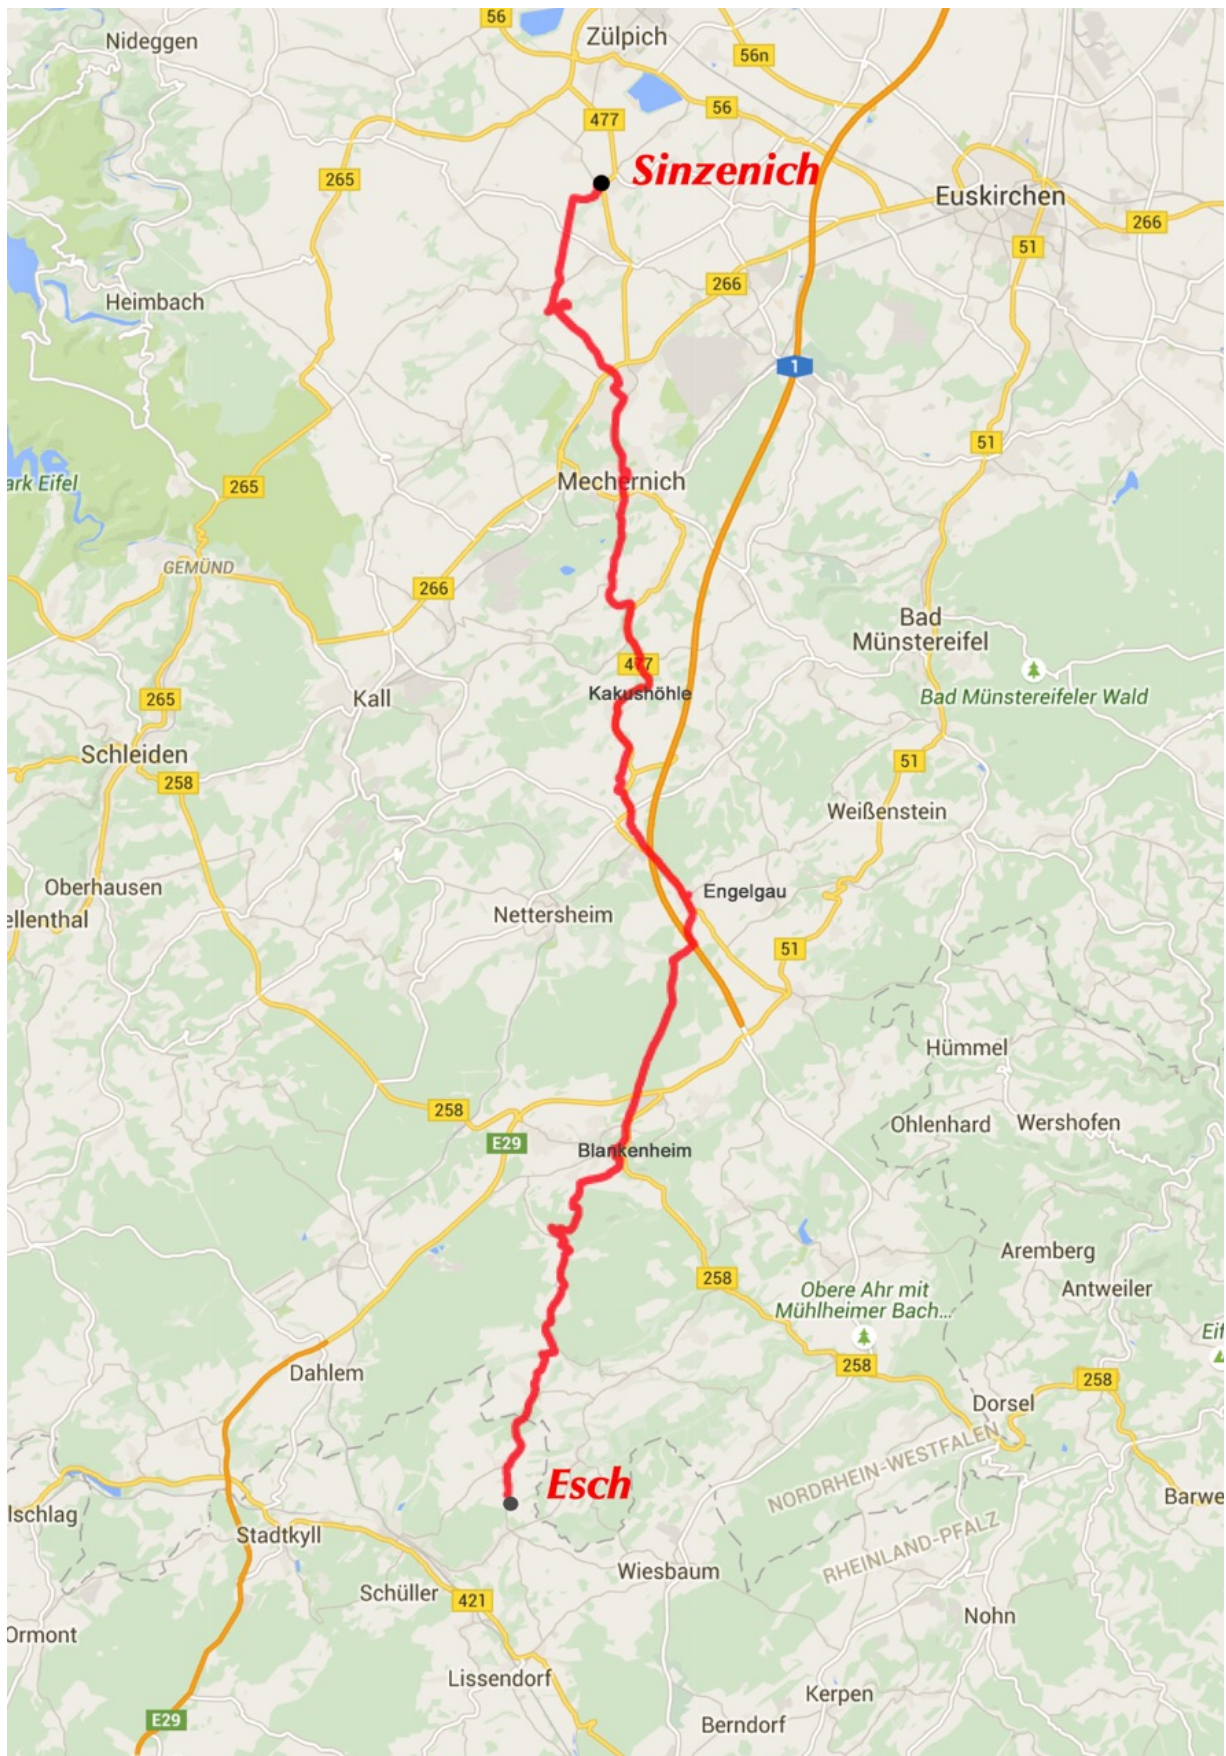 56
Zülpich
Nideggen
56n
56
477
Sinzenich
265
Euskirchen
266
51
266
Heimbach
1
51
Mechernich
ark Eifel
265
GEMÜND
266
Bad
Münstereifel
477
Kakushöhle
Bad Münstereifeler Wald
265
Kall
Schleiden
258
51
Weißenstein
Oberhausen
Engelgau
ellenthal
Nettersheim
51
Hümmel
258
Ohlenhard
Wershofen
E29
Blankenheim
Aremberg
258
Obere Ahr mit
Mühlheimer Bach...
Antweiler
Eif
258
Dahlem
258
Dorsel
NORDRHEIN-WESTFALEN
Esch
Barwe
lschlag
Stadtkyll
RHEINLAND-PFALZ
Wiesbaum
Schüller
421
Nohn
Ormont
Lissendorf
Kerpen
E29
Berndorf